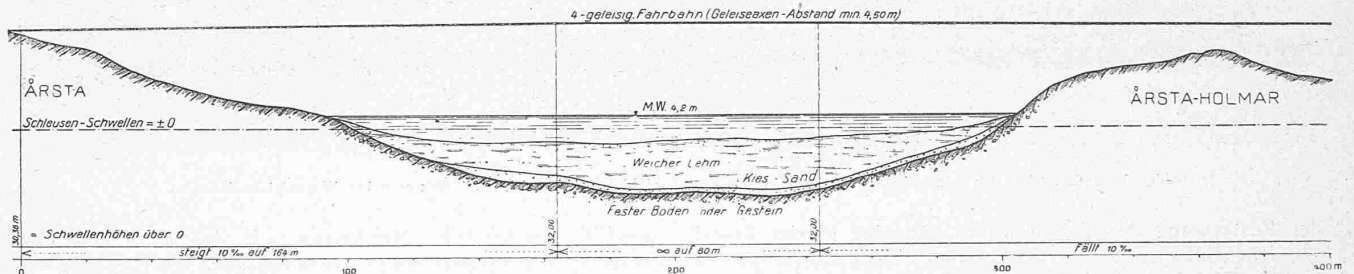 4-geleisig. Fahrbahn (Geleiseaxen-Abstand min. 4,50 m)
ÅRSTA
M.W. 4,2 m
ÅRSTA-HOLMAR
Schleusen-Schwellen = ± 0
Weicher Lehm
Kies - Sand
Fester Boden oder Gestein
30,36 m
= Schwellenhöhen über 0
32,00
32,00
steigt 10 ‰ auf 164 m
∞ auf 80 m
fällt 10 ‰
0
100
200
300
400 m